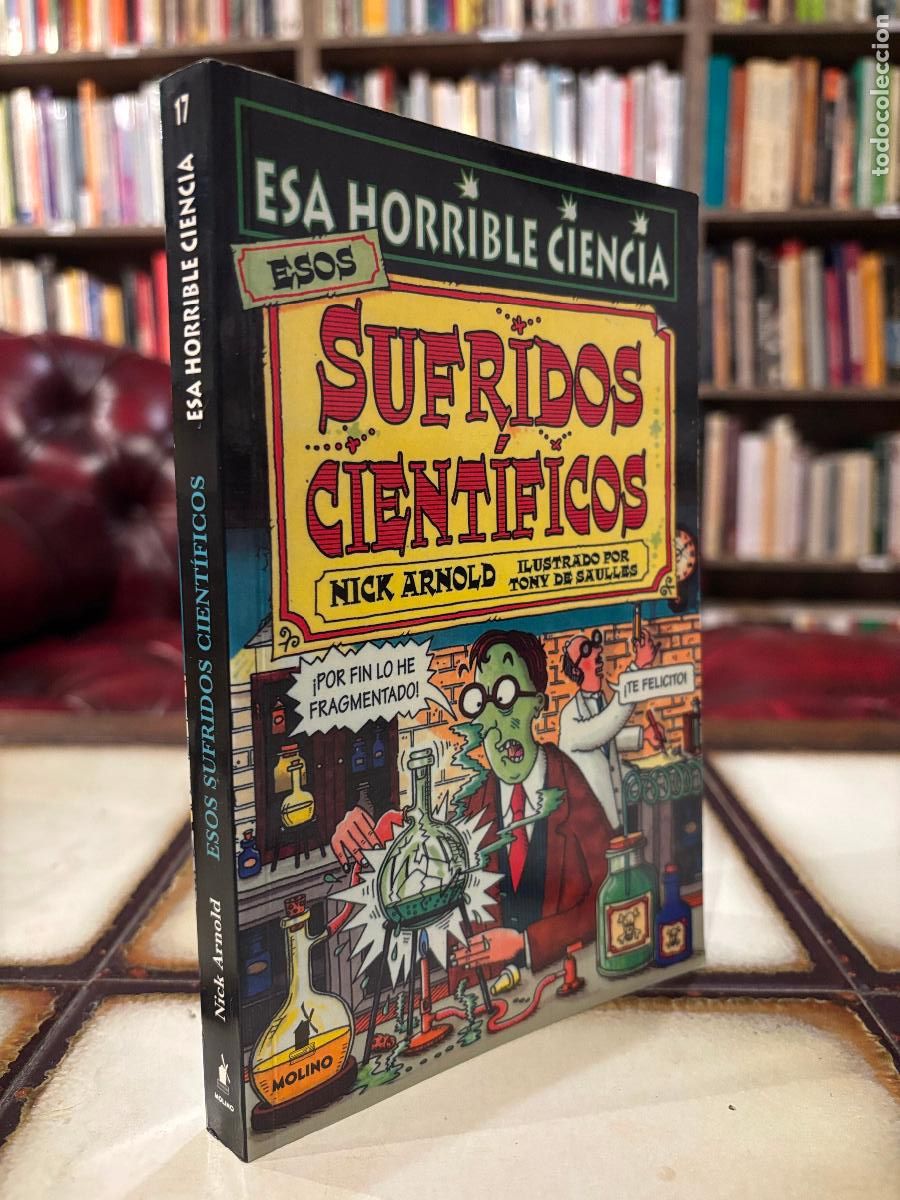 17
ESA HORRIBLE CIENCIA
ESOS SUFRIDOS CIENTÍFICOS
Nick Arnold
MOLINO
ESA HORRIBLE CIENCIA
ESOS
SUFRIDOS
CIENTÍFICOS
NICK ARNOLD
ILUSTRADO POR
TONY DE SAULLES
¡POR FIN LO HE
FRAGMENTADO!
¡TE FELICITO!
MOLINO
todocoleccion